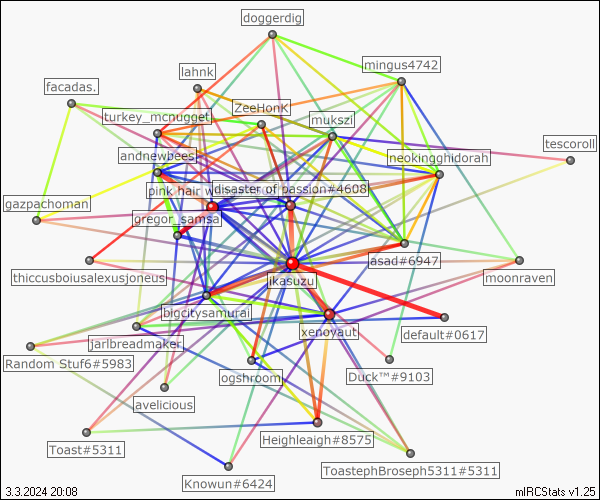 doggerdig
mingus4742
lahnk
facadas.
ZeeHonk
turkey_mcnugget
mukszi
tescoroll
andnewbees
neokingghidorah
pink hair w
disaster of passion#4608
gazpachoman
gregor_samsa
asad#6947
thiccusboiusalexusjoneus
ikasuzu
moonraven
bigcitysamurai
xenoyaut
default#0617
jailbreadmaker
Random Stuf6#5983
ogshroom
Duck™#9103
avelicious
Heighleaigh#8575
Toast#5311
ToastephBroseph5311#5311
Knowun#6424
3.3.2024 20:08
mIRCStats v1.25